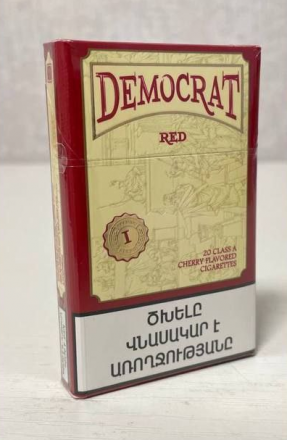 DEMOCRAT
RED
I
20 CLASS A
CHERRY FLAVORED
CIGARETTES
ԾԽԵԼԸ
ՎՆԱՍԱԿԱՐ Է
ԱՌՈՂՋՈՒԹՅԱՆԸ